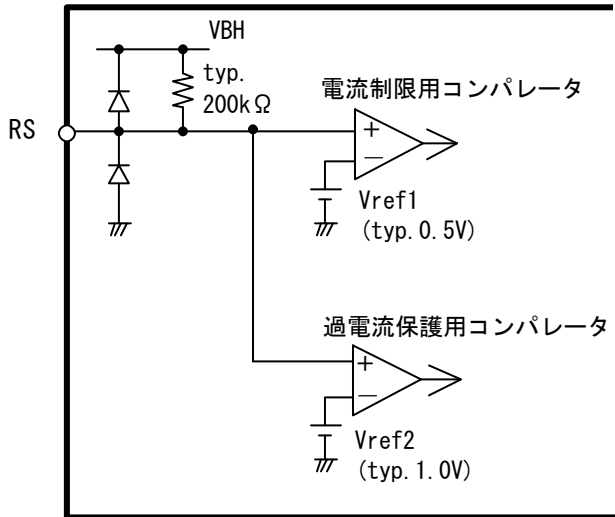 VBH
typ.
200kΩ
RS
電流制限用コンパレータ
+
−
Vref1
(typ.0.5V)
過電流保護用コンパレータ
+
−
Vref2
(typ.1.0V)